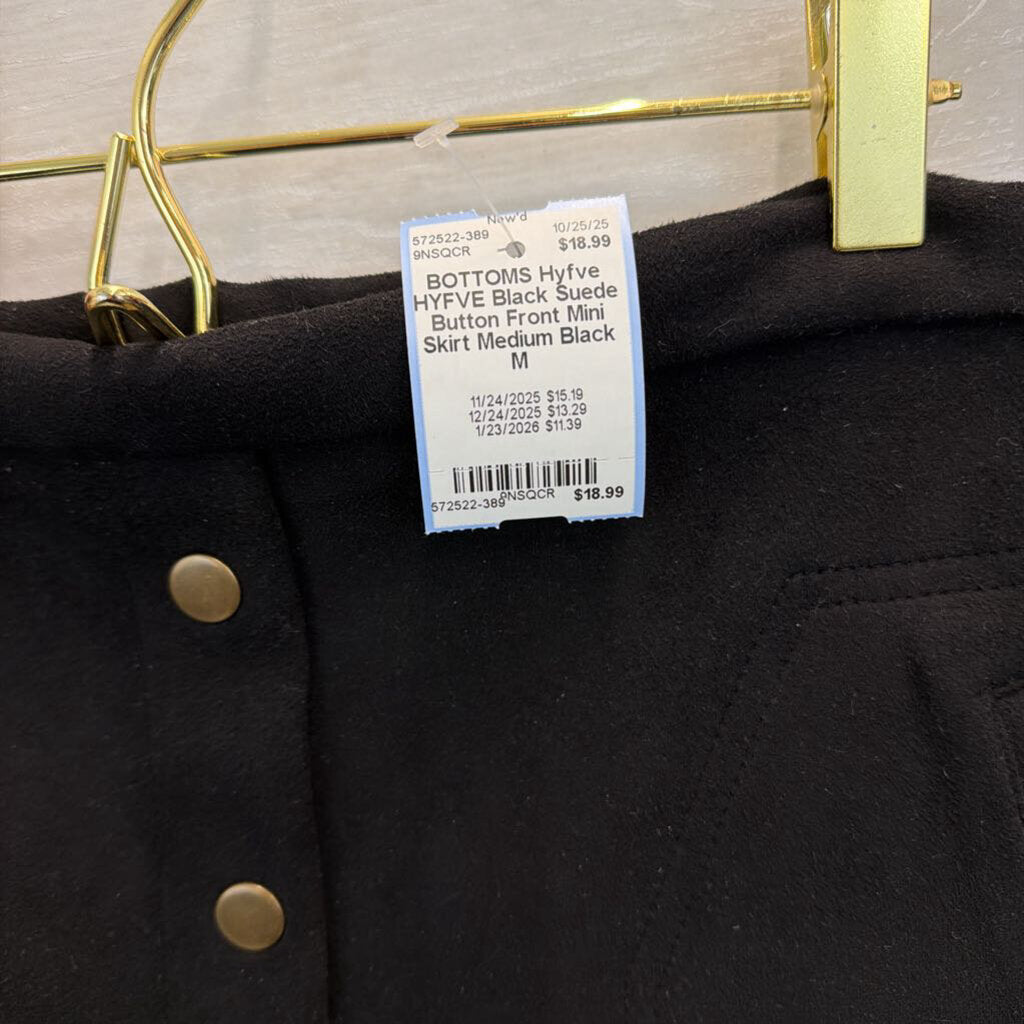 New'd
572522-389 10/25/25
9NSQCR $18.99
BOTTOMS Hyfve
HYFVE Black Suede
Button Front Mini
Skirt Medium Black
M
11/24/2025 $15.19
12/24/2025 $13.29
1/23/2026 $11.39
572522-389 9NSQCR $18.99